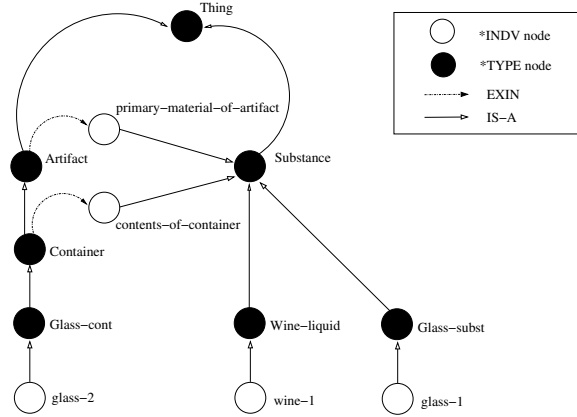 Thing
*INDV node
*TYPE node
EXIN
IS-A
primary-material-of-artifact
Artifact
Substance
contents-of-container
Container
Glass-cont
Wine-liquid
Glass-subst
glass-2
wine-1
glass-1